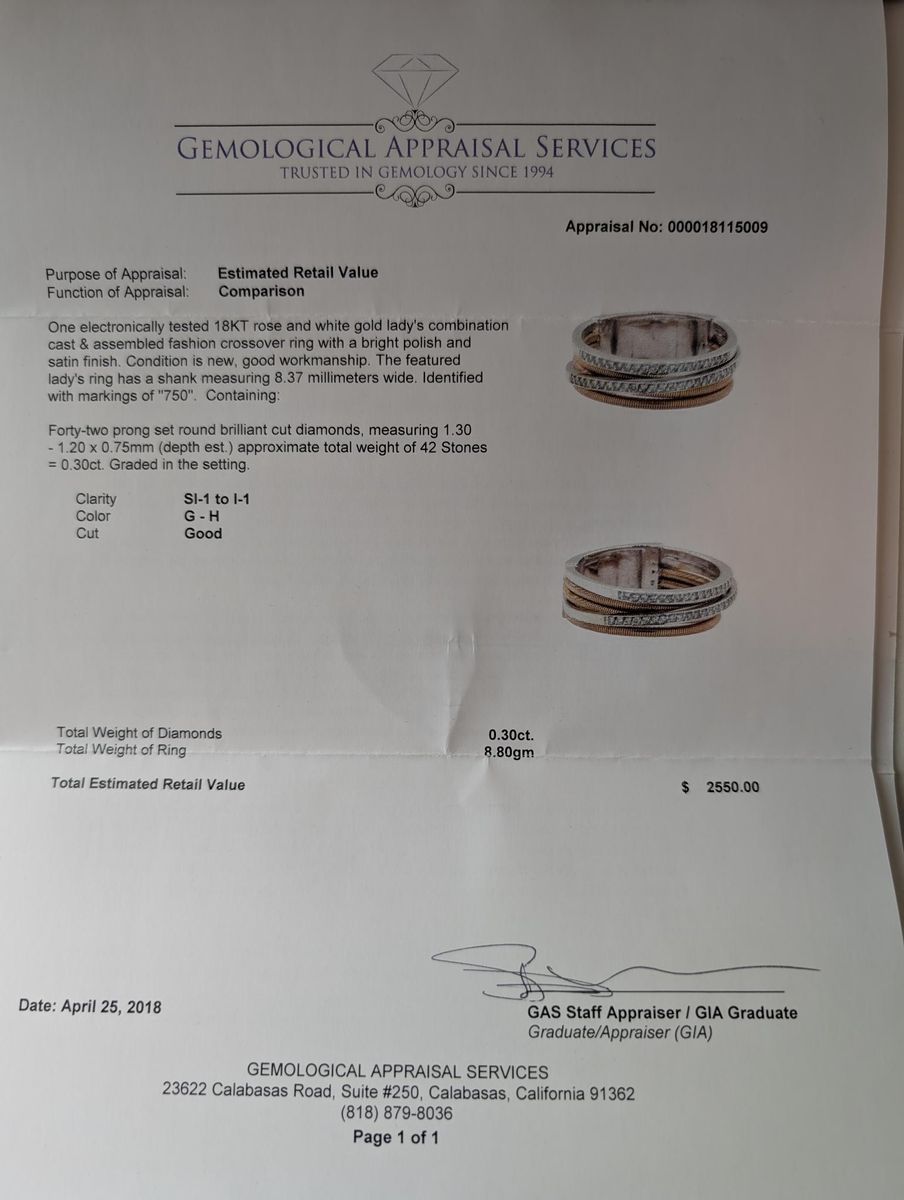 GEMOLOGICAL APPRAISAL SERVICES
TRUSTED IN GEMOLOGY SINCE 1994
Appraisal No: 000018115009
Purpose of Appraisal: Estimated Retail Value
Function of Appraisal: Comparison
One electronically tested 18KT rose and white gold lady's combination
cast & assembled fashion crossover ring with a bright polish and
satin finish. Condition is new, good workmanship. The featured
lady's ring has a shank measuring 8.37 millimeters wide. Identified
with markings of "750". Containing:
Forty-two prong set round brilliant cut diamonds, measuring 1.30
- 1.20 x 0.75mm (depth est.) approximate total weight of 42 Stones
= 0.30ct. Graded in the setting.
Clarity SI-1 to I-1
Color G - H
Cut Good
Total Weight of Diamonds 0.30ct.
Total Weight of Ring 8.80gm
Total Estimated Retail Value $ 2550.00
Date: April 25, 2018
GAS Staff Appraiser / GIA Graduate
Graduate/Appraiser (GIA)
GEMOLOGICAL APPRAISAL SERVICES
23622 Calabasas Road, Suite #250, Calabasas, California 91362
(818) 879-8036
Page 1 of 1